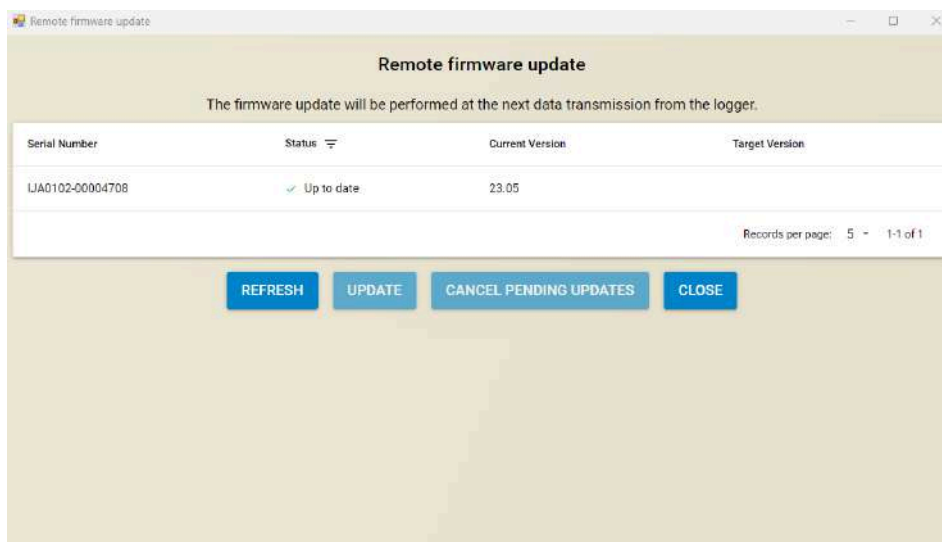 Remote firmware update
Remote firmware update
The firmware update will be performed at the next data transmission from the logger.
Serial Number Status Current Version Target Version
IJA0102-00004708 Up to date 23.05
Records per page: 5 1-1 of 1
REFRESH UPDATE CANCEL PENDING UPDATES CLOSE